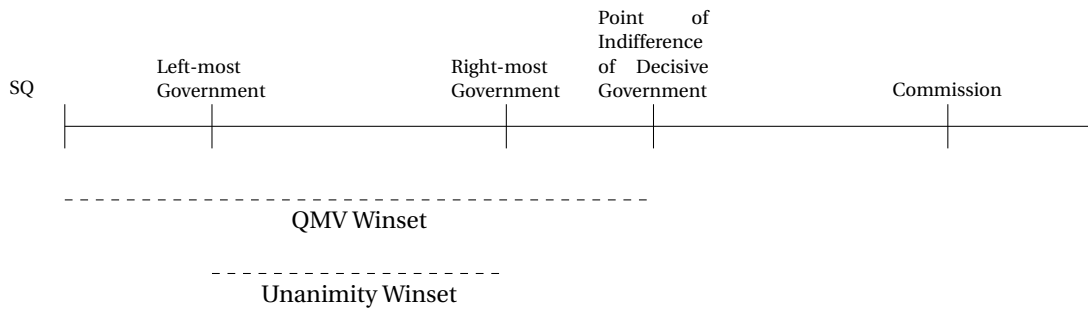 SQ
Left-most
Government
Right-most
Government
Point of
Indifference
of Decisive
Government
Commission
QMV Winset
Unanimity Winset